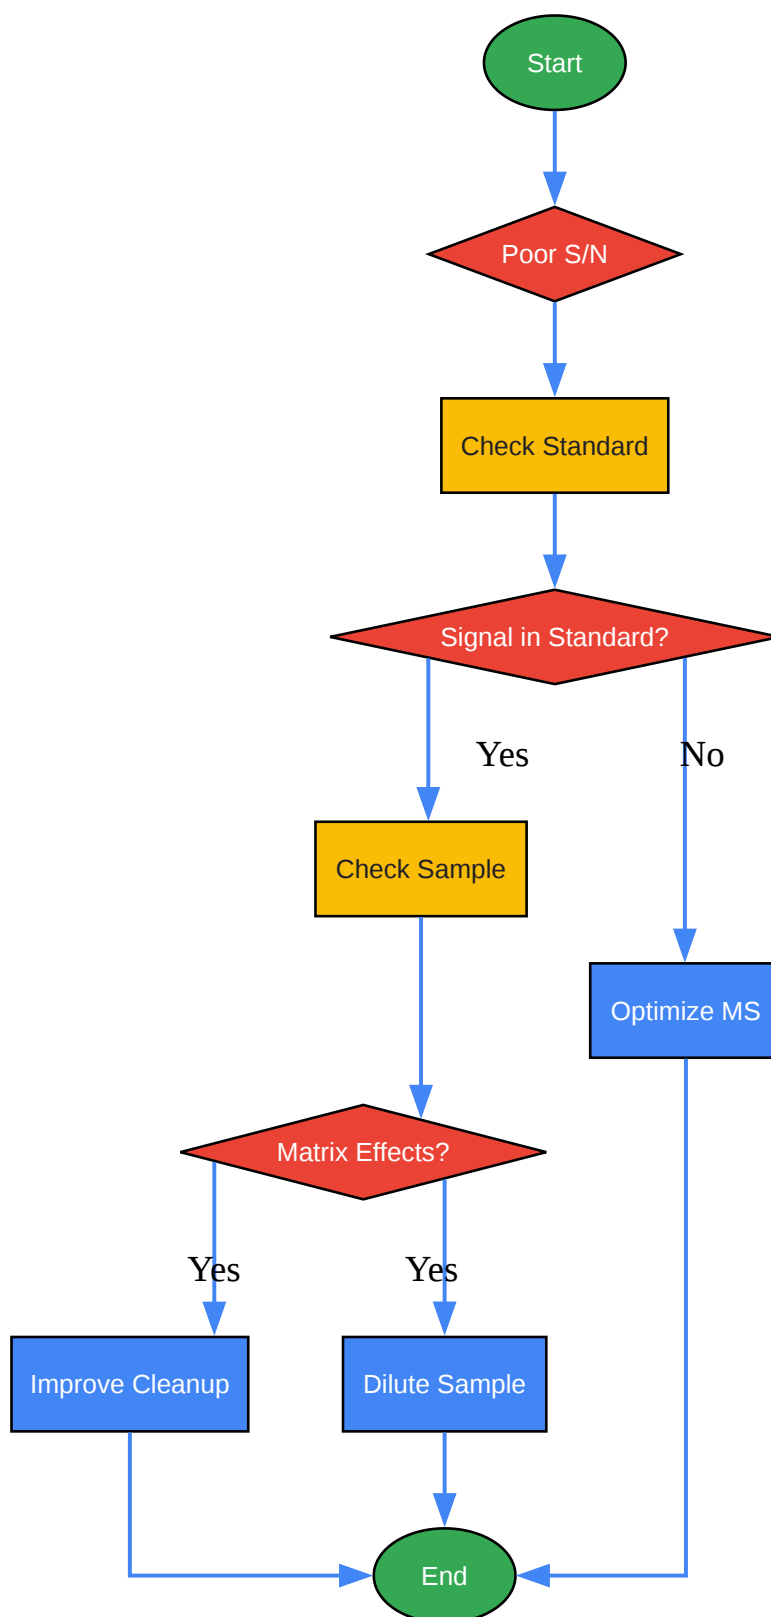 Start
Poor S/N
Check Standard
Signal in Standard?
Yes
No
Check Sample
Optimize MS
Matrix Effects?
Yes
Yes
Improve Cleanup
Dilute Sample
End